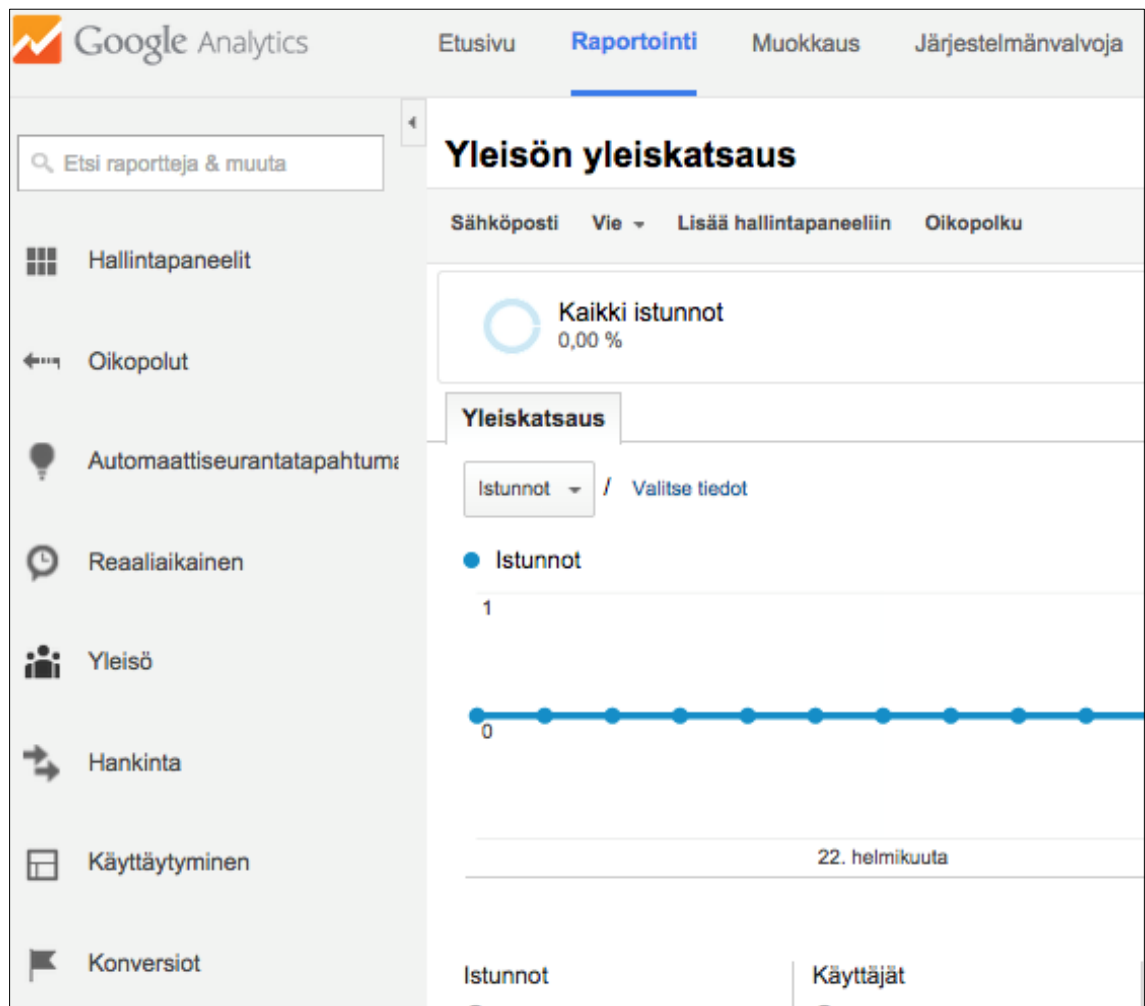 Google Analytics
Etusivu Raportointi Muokkaus Järjestelmänvalvoja
Etsi raportteja & muuta
Hallintapaneelit
Oikopolut
Automaattiseurantatapahtuma
Reaaliaikainen
Yleisö
Hankinta
Käyttäytyminen
Konversiot
Yleisön yleiskatsaus
Sähköposti Vie Lisää hallintapaneeliin Oikopolku
Kaikki istunnot
0,00 %
Yleiskatsaus
Istunnot / Valitse tiedot
Istunnot
1
0
22. helmikuuta
Istunnot Käyttäjät